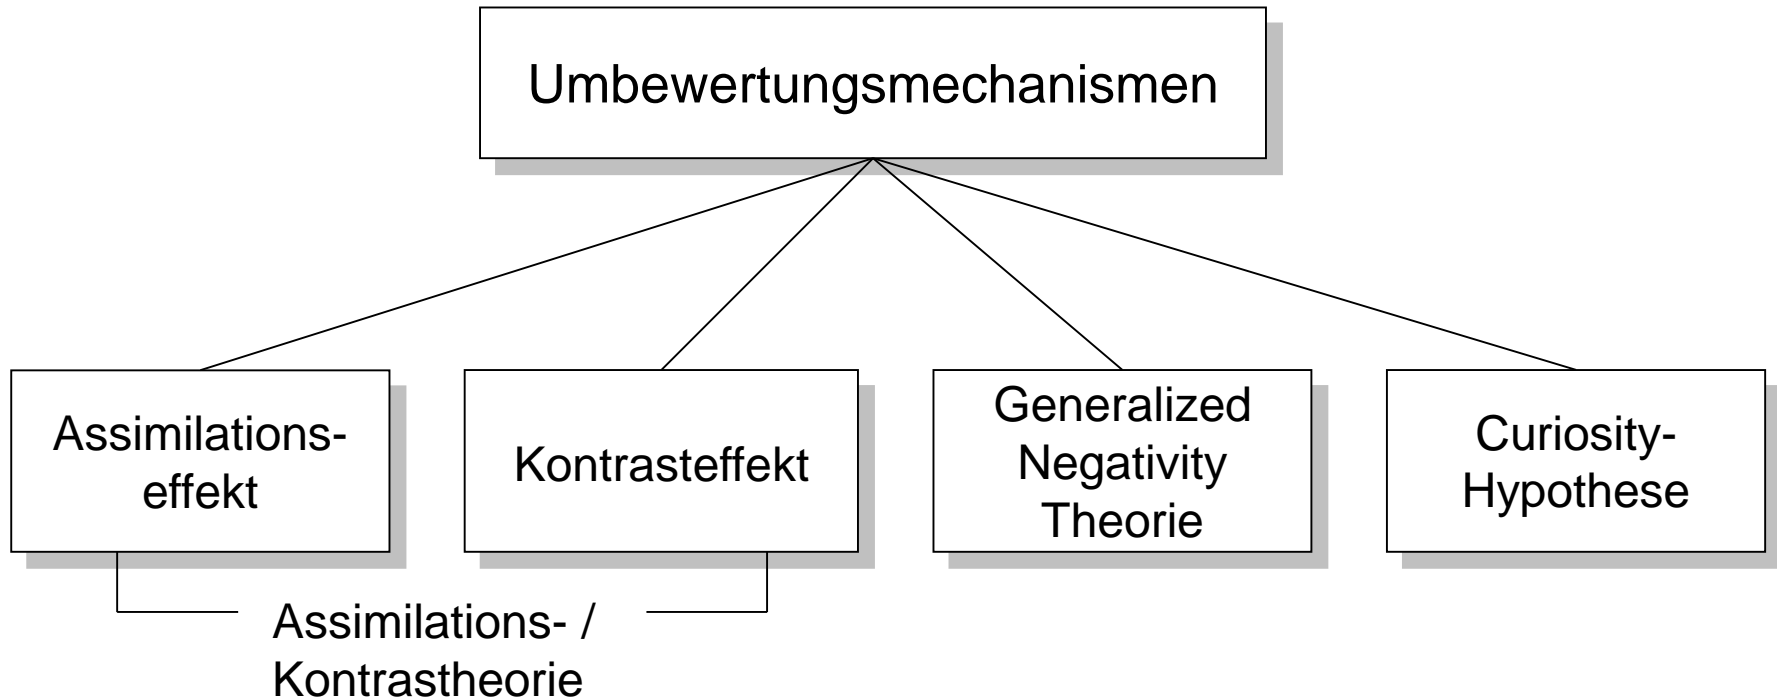 Umbewertungsmechanismen
Assimilations-
effekt
Kontrasteffekt
Generalized
Negativity
Theorie
Curiosity-
Hypothese
Assimilations- /
Kontrastheorie